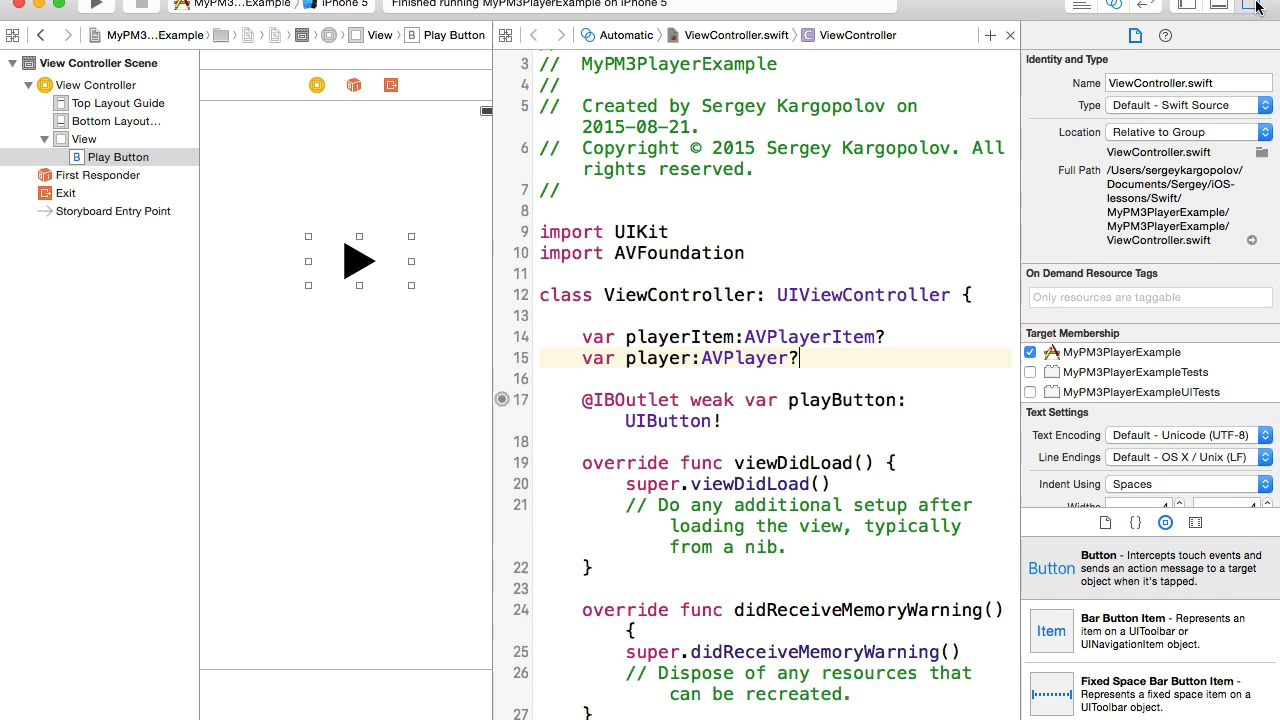 MyPM3PlayerExample iPhone 5 Finished running MyPM3PlayerExample on iPhone 5
MyPM3...Example View B Play Button
Automatic ViewController.swift C ViewController
View Controller Scene
View Controller
Top Layout Guide
Bottom Layout...
View
B Play Button
First Responder
Exit
Storyboard Entry Point
3 // MyPM3PlayerExample
4 //
5 // Created by Sergey Kargopolov on
2015-08-21.
6 // Copyright © 2015 Sergey Kargopolov. All
rights reserved.
7 //
8
9 import UIKit
10 import AVFoundation
11
12 class ViewController: UIViewController {
13
14 var playerItem:AVPlayerItem?
15 var player:AVPlayer?
16
17 @IBOutlet weak var playButton:
UIButton!
18
19 override func viewDidLoad() {
20 super.viewDidLoad()
21 // Do any additional setup after
loading the view, typically
from a nib.
22 }
23
24 override func didReceiveMemoryWarning()
{
25 super.didReceiveMemoryWarning()
26 // Dispose of any resources that
can be recreated.
27 }
Identity and Type
Name ViewController.swift
Type Default - Swift Source
Location Relative to Group
ViewController.swift
Full Path /Users/sergeykargopolov/
Documents/Sergey/iOS-
lessons/Swift/
MyPM3PlayerExample/
MyPM3PlayerExample/
ViewController.swift
On Demand Resource Tags
Only resources are taggable
Target Membership
MyPM3PlayerExample
MyPM3PlayerExampleTests
MyPM3PlayerExampleUITests
Text Settings
Text Encoding Default - Unicode (UTF-8)
Line Endings Default - OS X / Unix (LF)
Indent Using Spaces
Widths 4 4
{}
Button
Button - Intercepts touch events and
sends an action message to a target
object when it's tapped.
Item
Bar Button Item - Represents an
item on a UIToolbar or
UINavigationItem object.
Fixed Space Bar Button Item -
Represents a fixed space item on a
UIToolbar object.